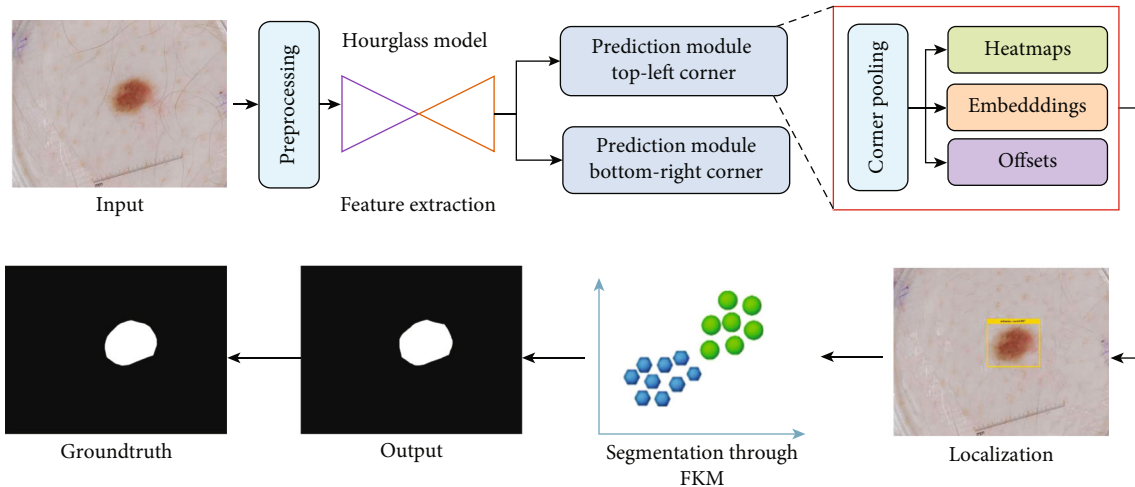 Input
Preprocessing
Hourglass model
Feature extraction
Prediction module
top-left corner
Prediction module
bottom-right corner
Corner pooling
Heatmaps
Embedddings
Offsets
Groundtruth
Output
Segmentation through
FKM
Localization